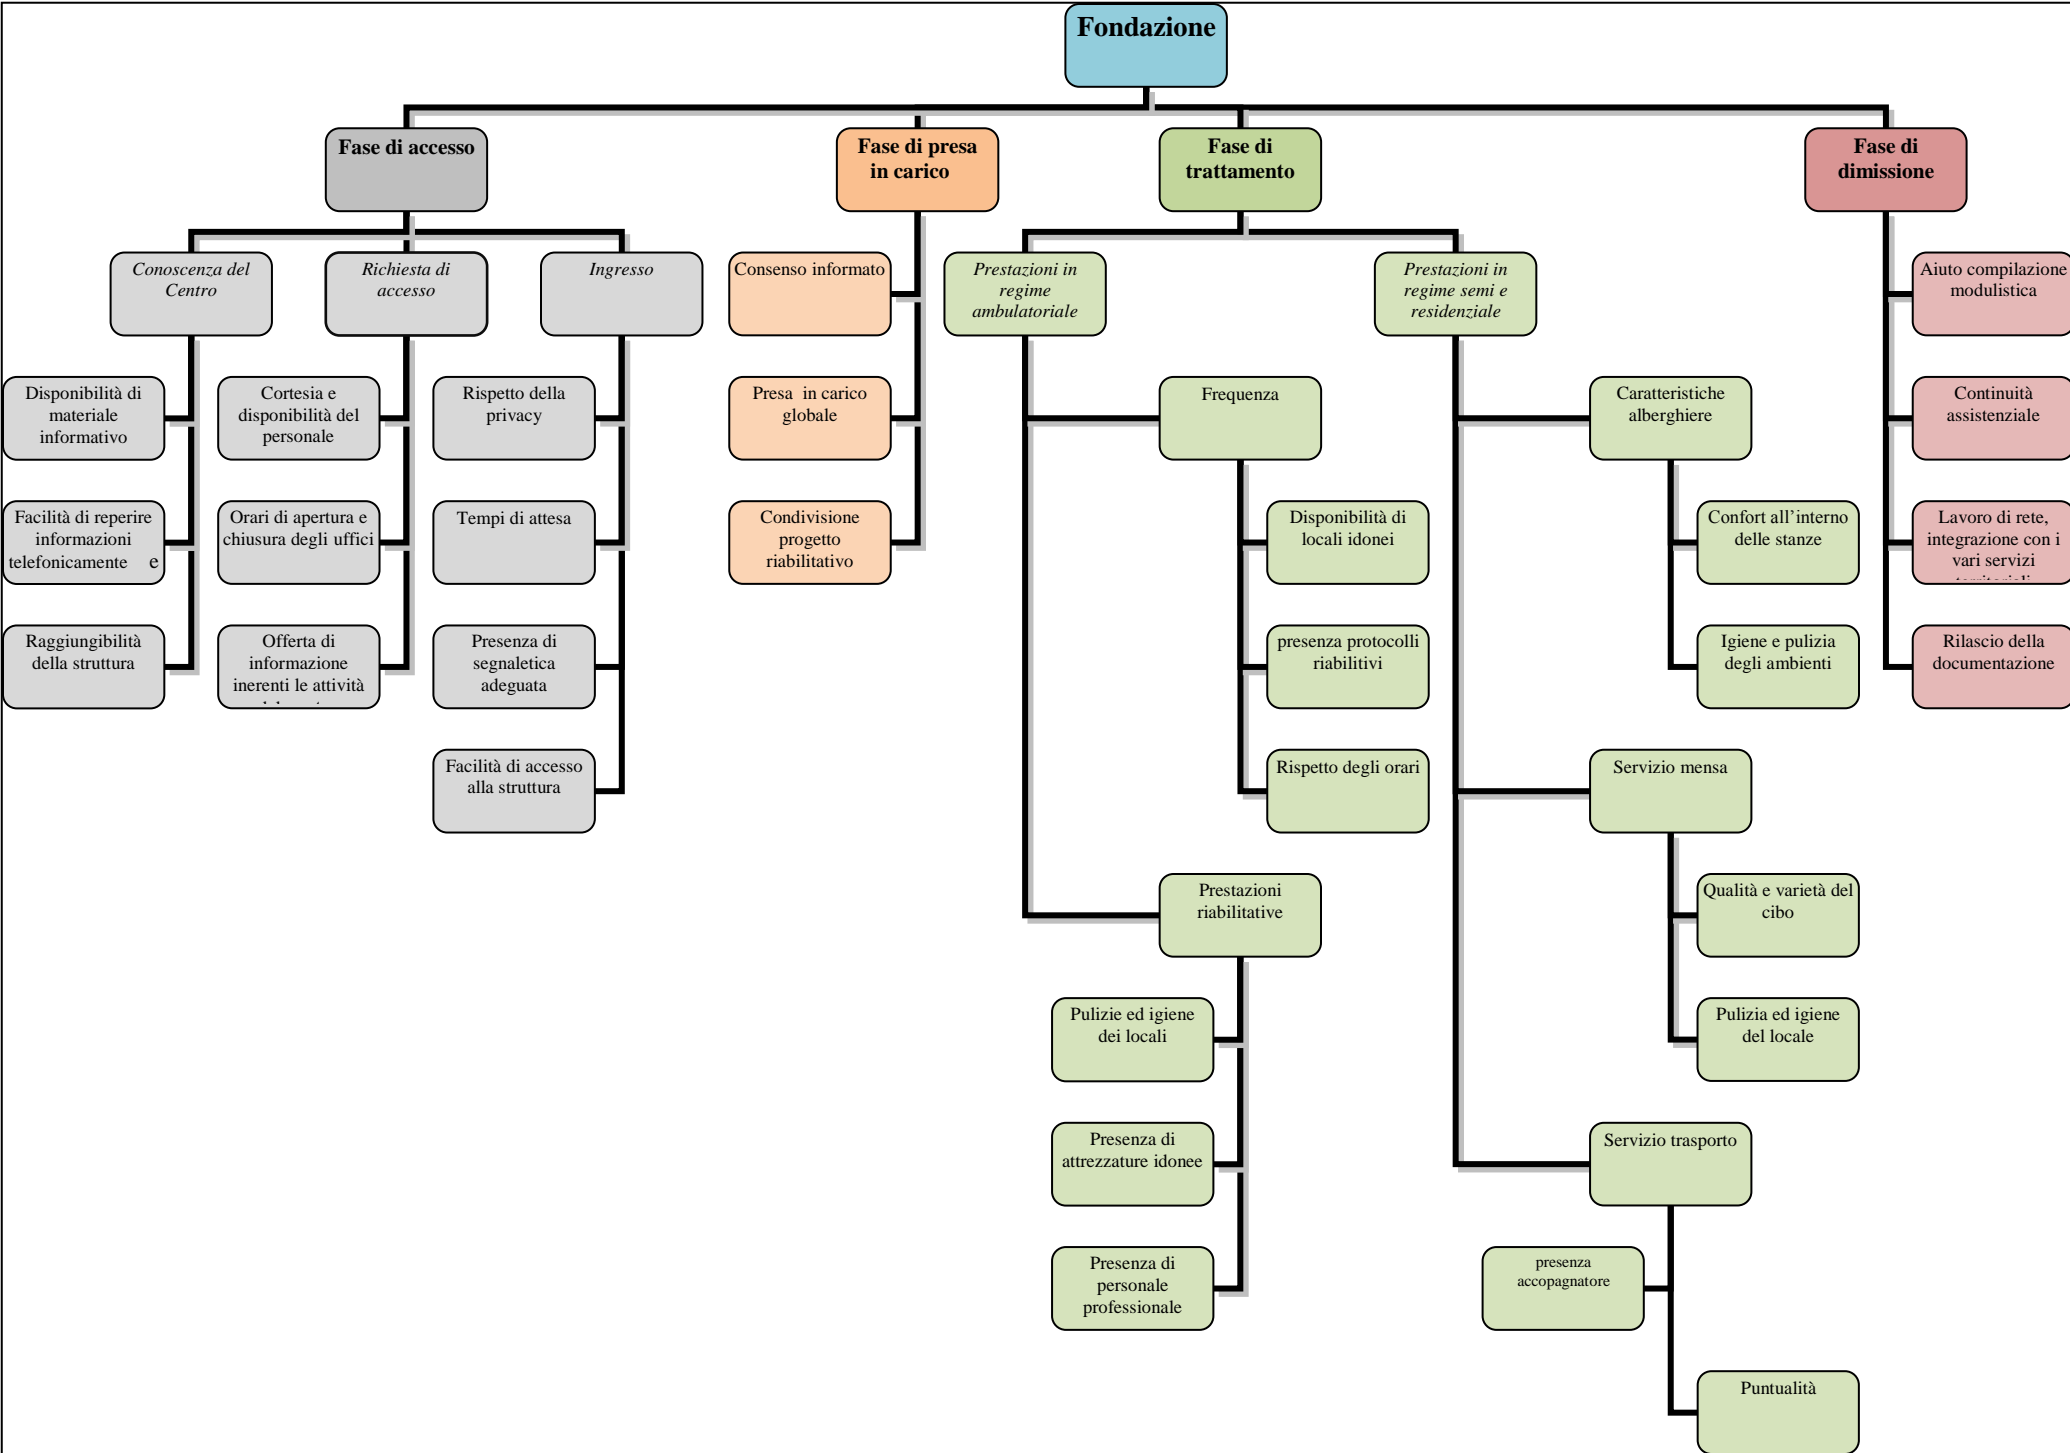 Fondazione
Fase di accesso
Fase di presa
in carico
Fase di
trattamento
Fase di
dimissione
Conoscenza del
Centro
Richiesta di
accesso
Ingresso
Consenso informato
Prestazioni in
regime
ambulatoriale
Prestazioni in
regime semi e
residenziale
Aiuto compilazione
modulistica
Disponibilità di
materiale
informativo
Cortesia e
disponibilità del
personale
Rispetto della
privacy
Presa in carico
globale
Frequenza
Caratteristiche
alberghiere
Continuità
assistenziale
Facilità di reperire
informazioni
telefonicamente e
Orari di apertura e
chiusura degli uffici
Tempi di attesa
Condivisione
progetto
riabilitativo
Disponibilità di
locali idonei
Confort all'interno
delle stanze
Lavoro di rete,
integrazione con i
vari servizi
Raggiungibilità
della struttura
Offerta di
informazione
inerenti le attività
Presenza di
segnaletica
adeguata
presenza protocolli
riabilitivi
Igiene e pulizia
degli ambienti
Rilascio della
documentazione
Facilità di accesso
alla struttura
Rispetto degli orari
Servizio mensa
Prestazioni
riabilitative
Qualità e varietà del
cibo
Pulizie ed igiene
dei locali
Pulizia ed igiene
del locale
Presenza di
attrezzature idonee
Servizio trasporto
Presenza di
personale
professionale
presenza
accopagnatore
Puntualità